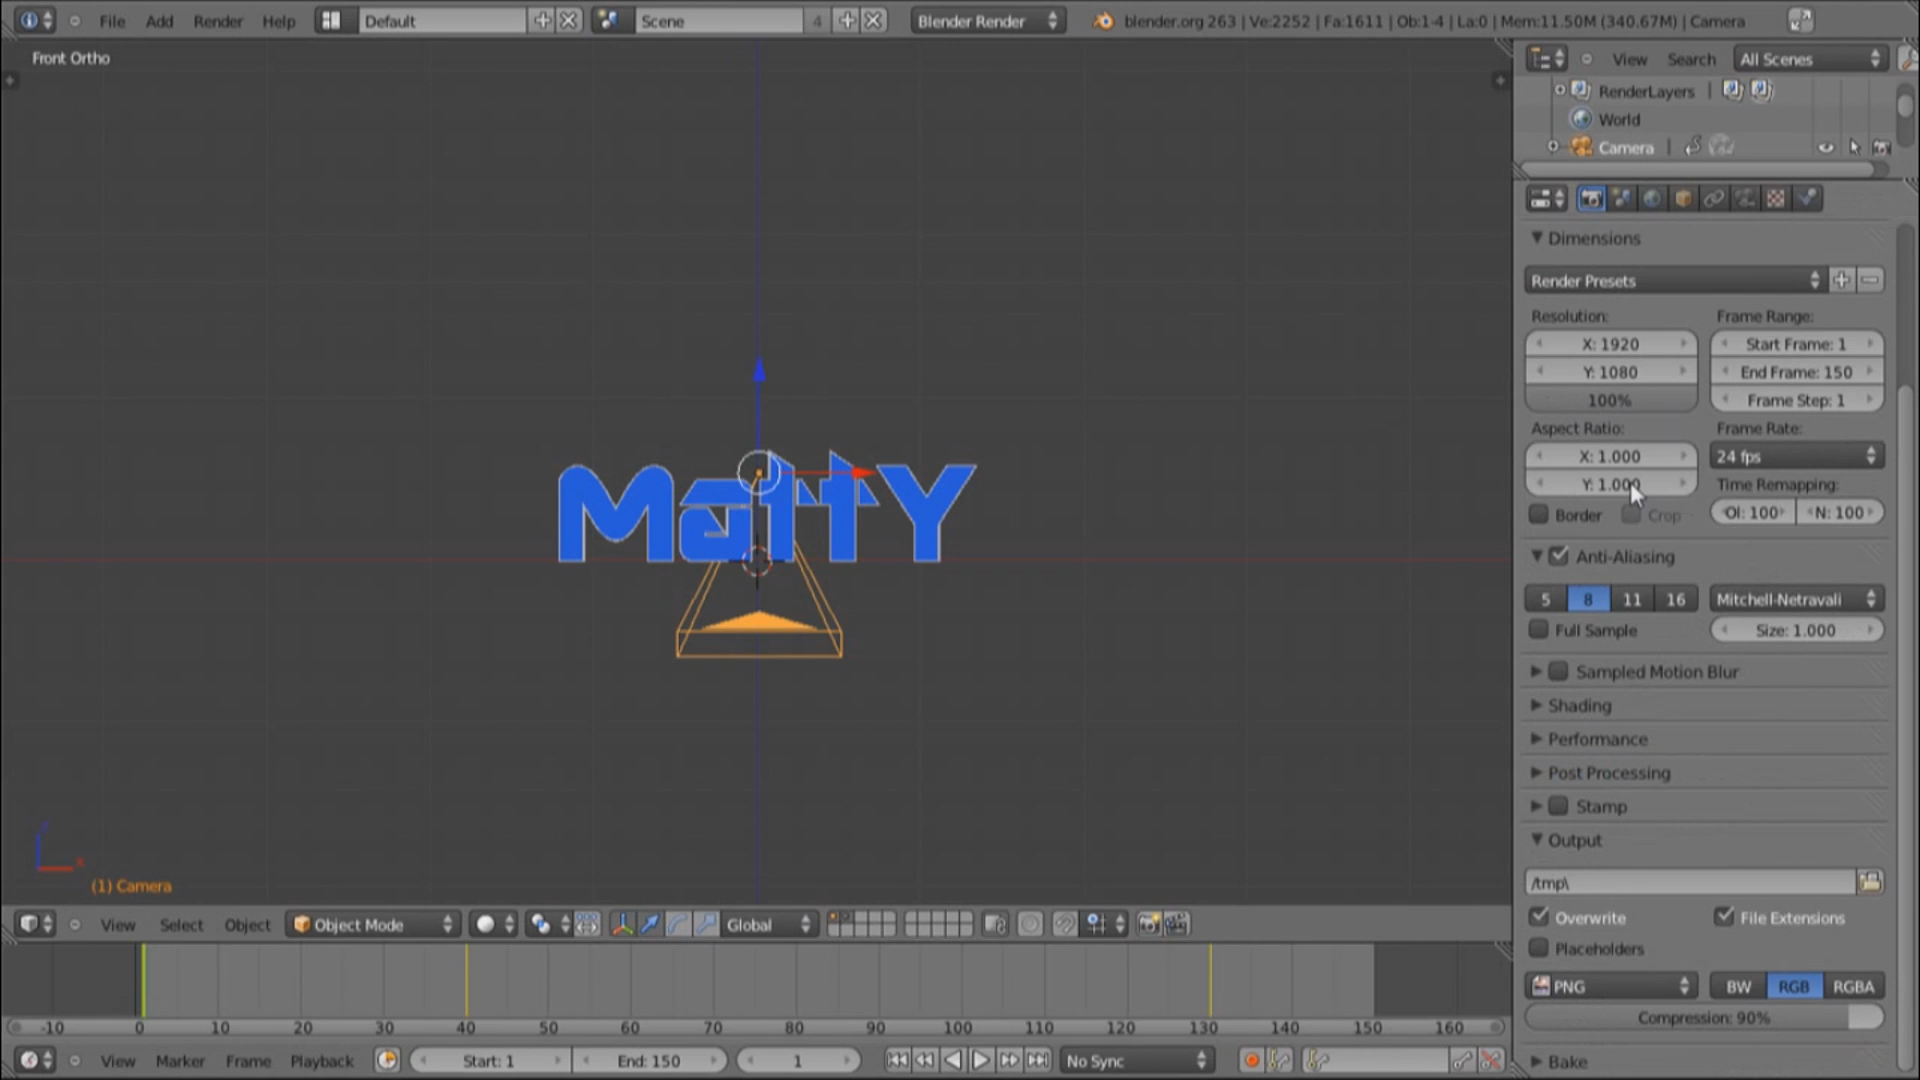 File Add Render Help Default Scene 4 Blender Render blender.org 263 | Ve:2252 | Fa:1611 | Ob:1-4 | La:0 | Mem:11.50M (340.67M) | Camera
Front Ortho
View Search All Scenes
RenderLayers
World
Camera
Dimensions
Render Presets
Resolution: Frame Range:
X: 1920 Start Frame: 1
Y: 1080 End Frame: 150
100% Frame Step: 1
Aspect Ratio: Frame Rate:
X: 1.000 24 fps
Y: 1.000 Time Remapping:
Border Crop Ol: 100 N: 100
Anti-Aliasing
5 8 11 16 Mitchell-Netravali
Full Sample Size: 1.000
Sampled Motion Blur
Shading
Performance
Post Processing
Stamp
Output
/tmp\
Overwrite File Extensions
Placeholders
PNG BW RGB RGBA
Compression: 90%
Bake
MattY
z
x
(1) Camera
View Select Object Object Mode Global
-10 0 10 20 30 40 50 60 70 80 90 100 110 120 130 140 150 160
View Marker Frame Playback Start: 1 End: 150 1 No Sync